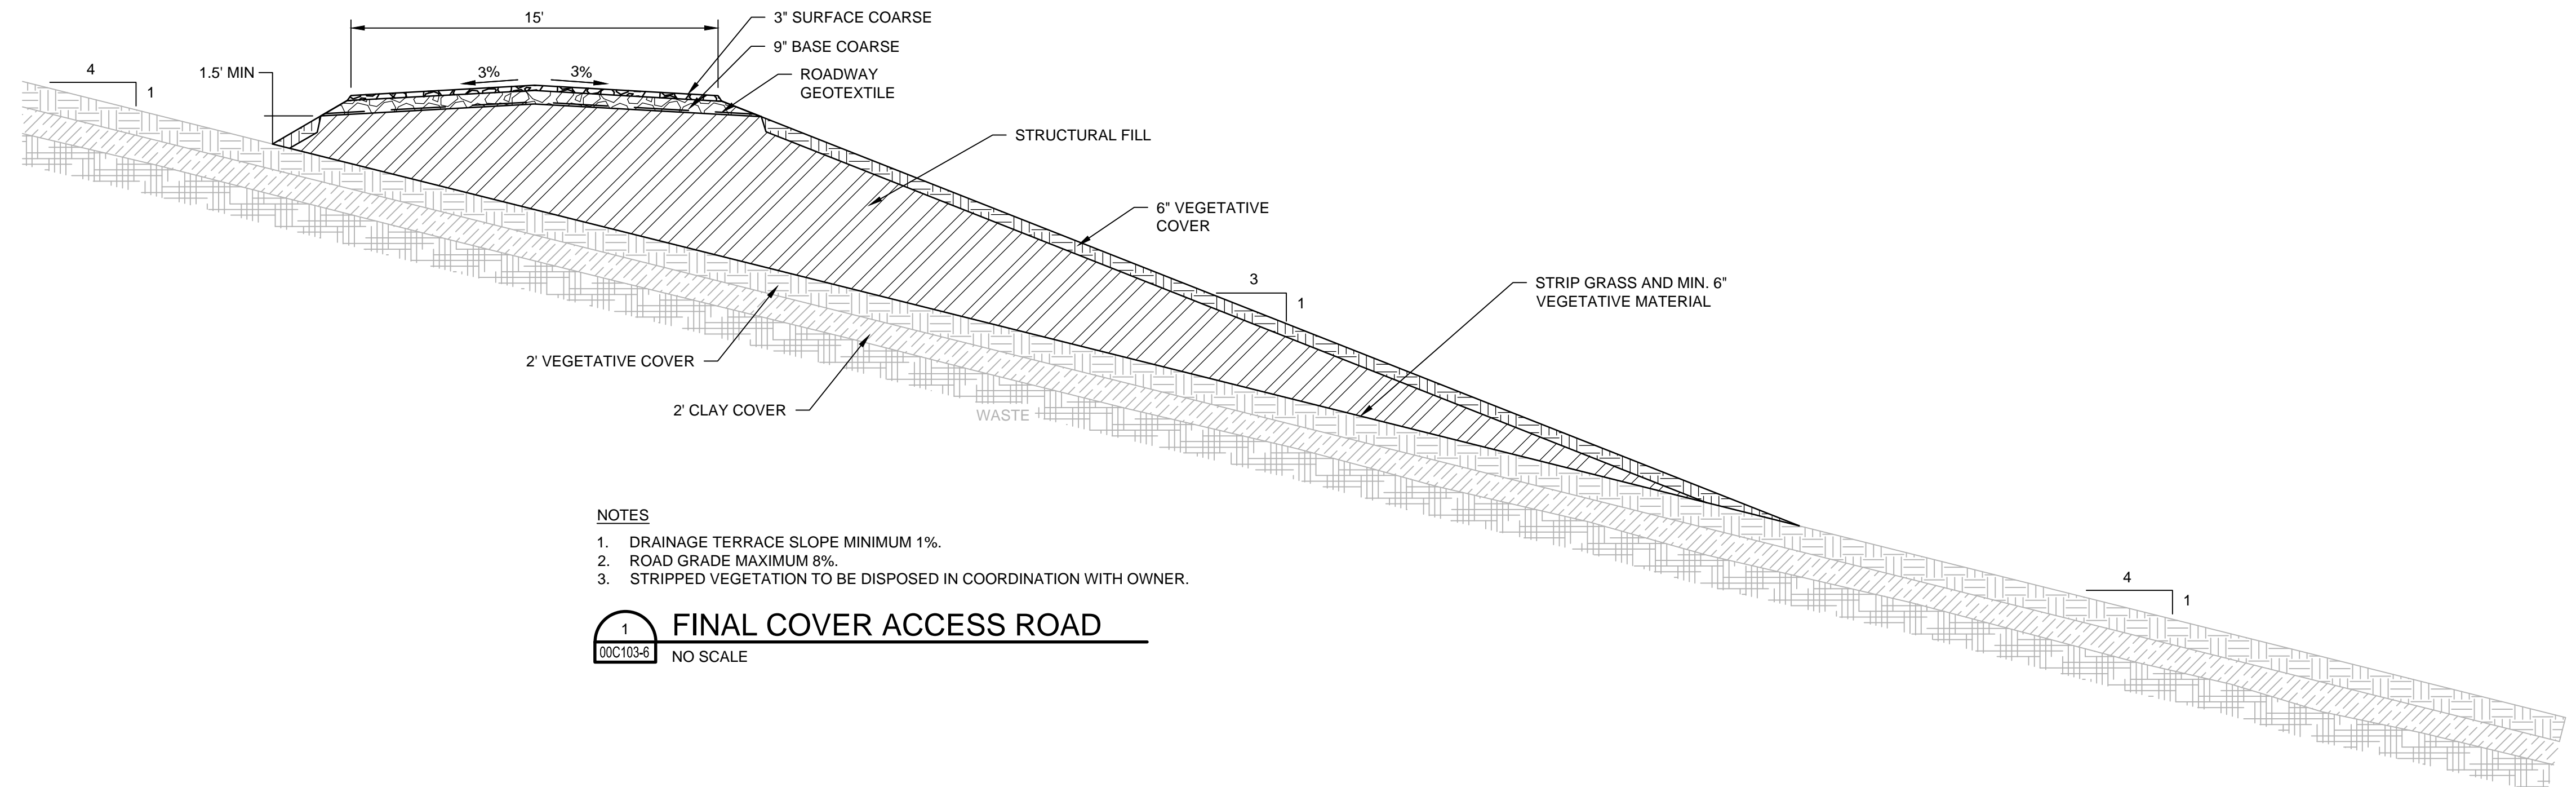 15'
3" SURFACE COARSE
9" BASE COARSE
ROADWAY
GEOTEXTILE
4
1
1.5' MIN
3%
3%
STRUCTURAL FILL
6" VEGETATIVE
COVER
3
1
STRIP GRASS AND MIN. 6"
VEGETATIVE MATERIAL
2' VEGETATIVE COVER
2' CLAY COVER
WASTE
NOTES
1. DRAINAGE TERRACE SLOPE MINIMUM 1%.
2. ROAD GRADE MAXIMUM 8%.
3. STRIPPED VEGETATION TO BE DISPOSED IN COORDINATION WITH OWNER.
4
1
1
00C103-6
FINAL COVER ACCESS ROAD
NO SCALE